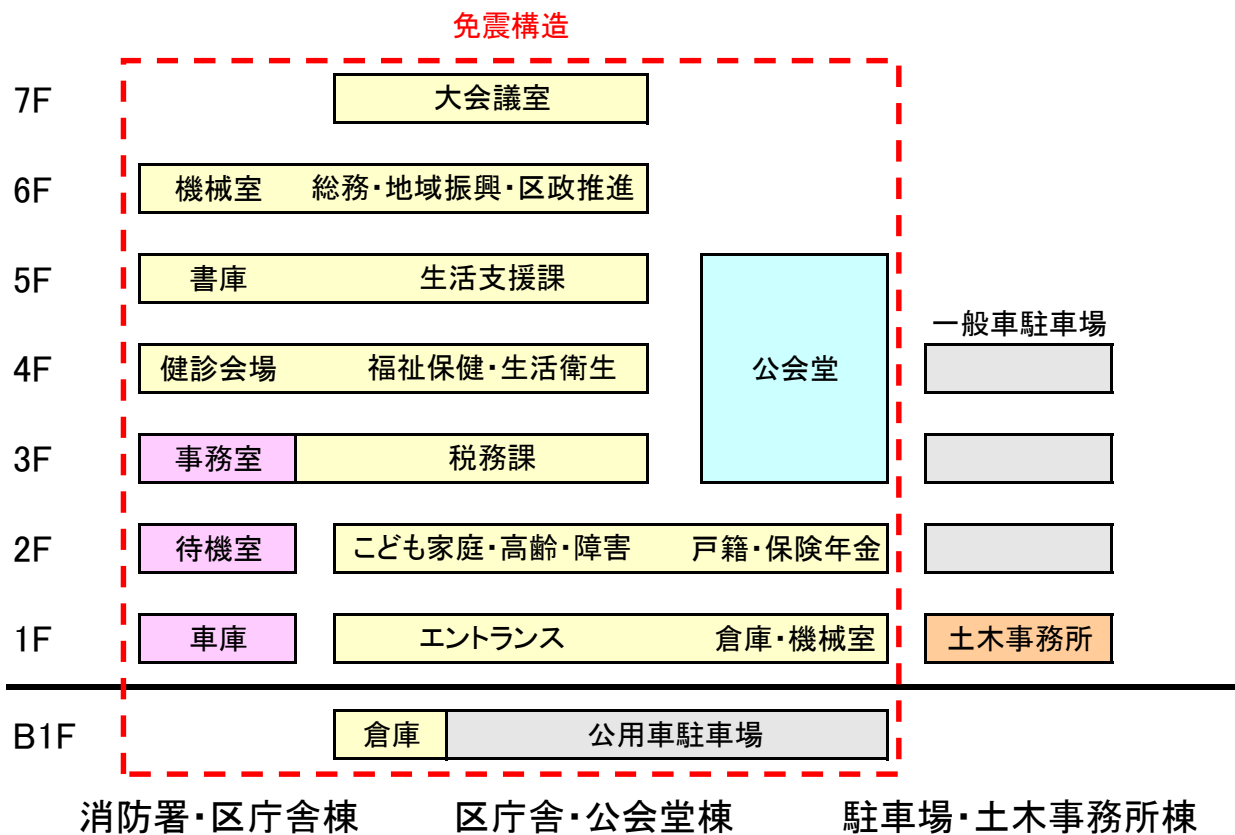 免震構造
7F 大会議室
6F 機械室 総務・地域振興・区政推進
5F 書庫 生活支援課
一般車駐車場
4F 健診会場 福祉保健・生活衛生 公会堂
3F 事務室 税務課
2F 待機室 こども家庭・高齢・障害 戸籍・保険年金
1F 車庫 エントランス 倉庫・機械室 土木事務所
B1F 倉庫 公用車駐車場
消防署・区庁舎棟 区庁舎・公会堂棟 駐車場・土木事務所棟